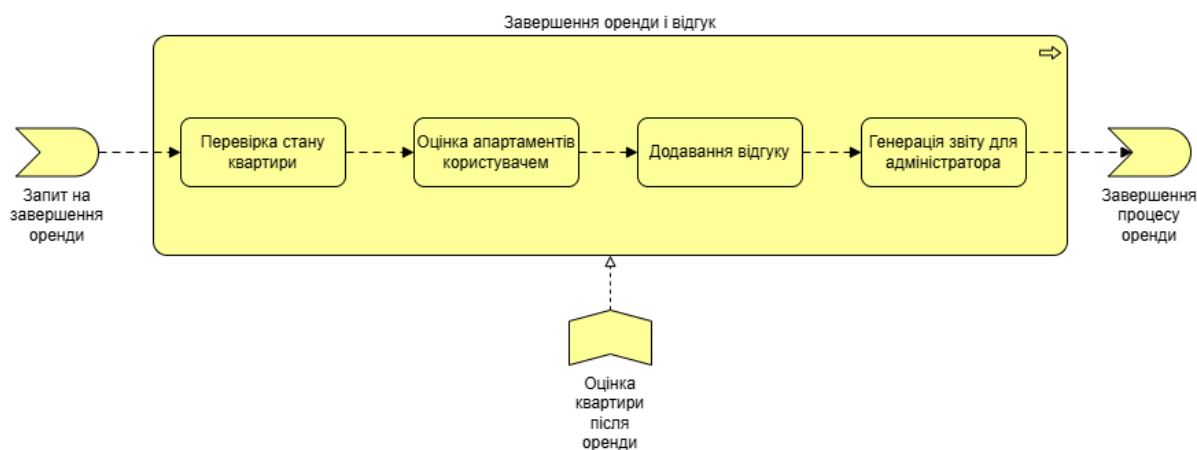 Завершення оренди і відгук
Перевірка стану
квартири
Оцінка апартаментів
користувачем
Додавання відгуку
Генерація звіту для
адміністратора
Запит на
завершення
оренди
Завершення
процесу
оренди
Оцінка
квартири
після
оренди